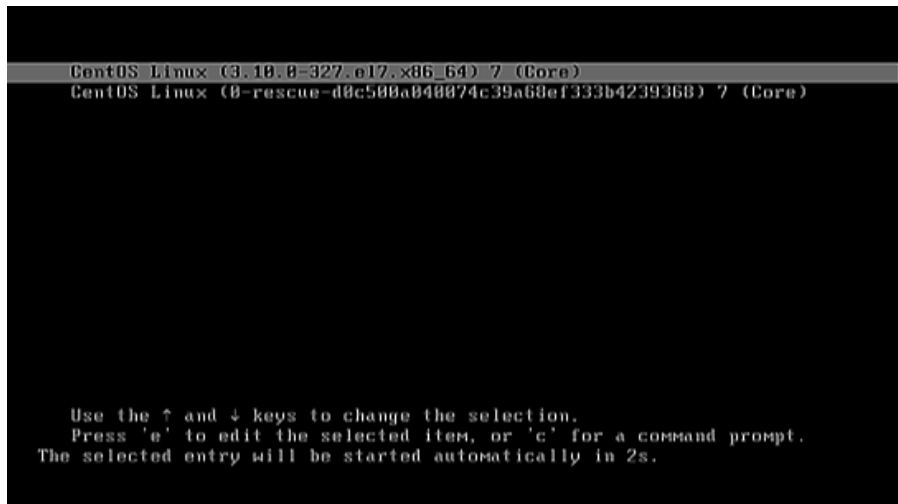 CentOS Linux (3.10.0-327.el7.x86_64) 7 (Core)
CentOS Linux (0-rescue-d0c500a040074c39a68ef333b4239368) 7 (Core)
Use the ↑ and ↓ keys to change the selection.
Press 'e' to edit the selected item, or 'c' for a command prompt.
The selected entry will be started automatically in 2s.